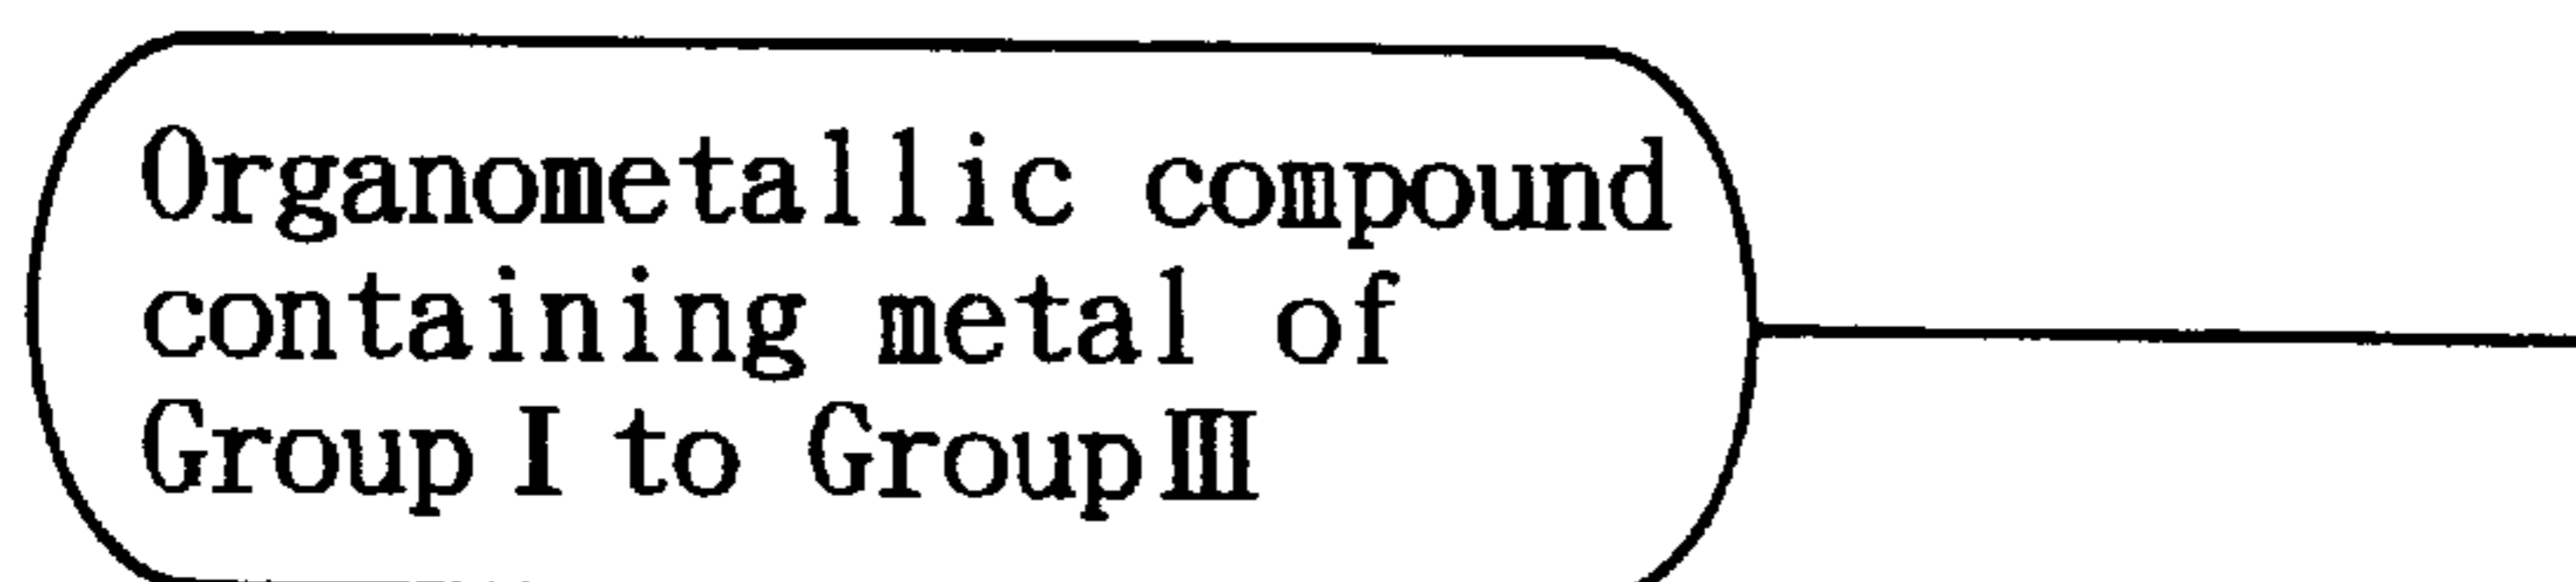 Organometallic compound
containing metal of
Group I to Group III